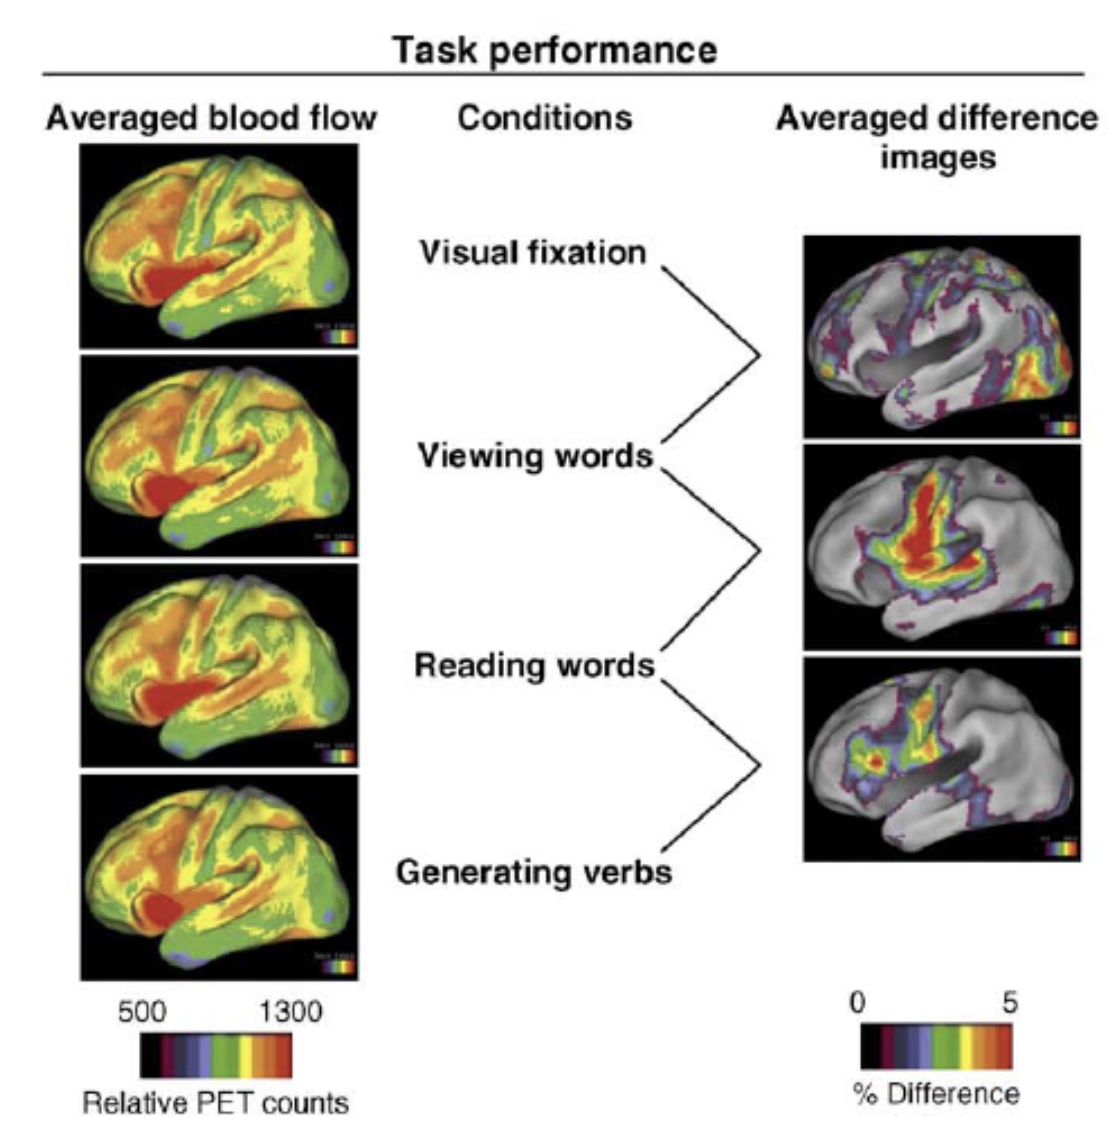 Task performance
Averaged blood flow
Conditions
Averaged difference
images
Visual fixation
Viewing words
Reading words
Generating verbs
500 1300
Relative PET counts
0 5
% Difference